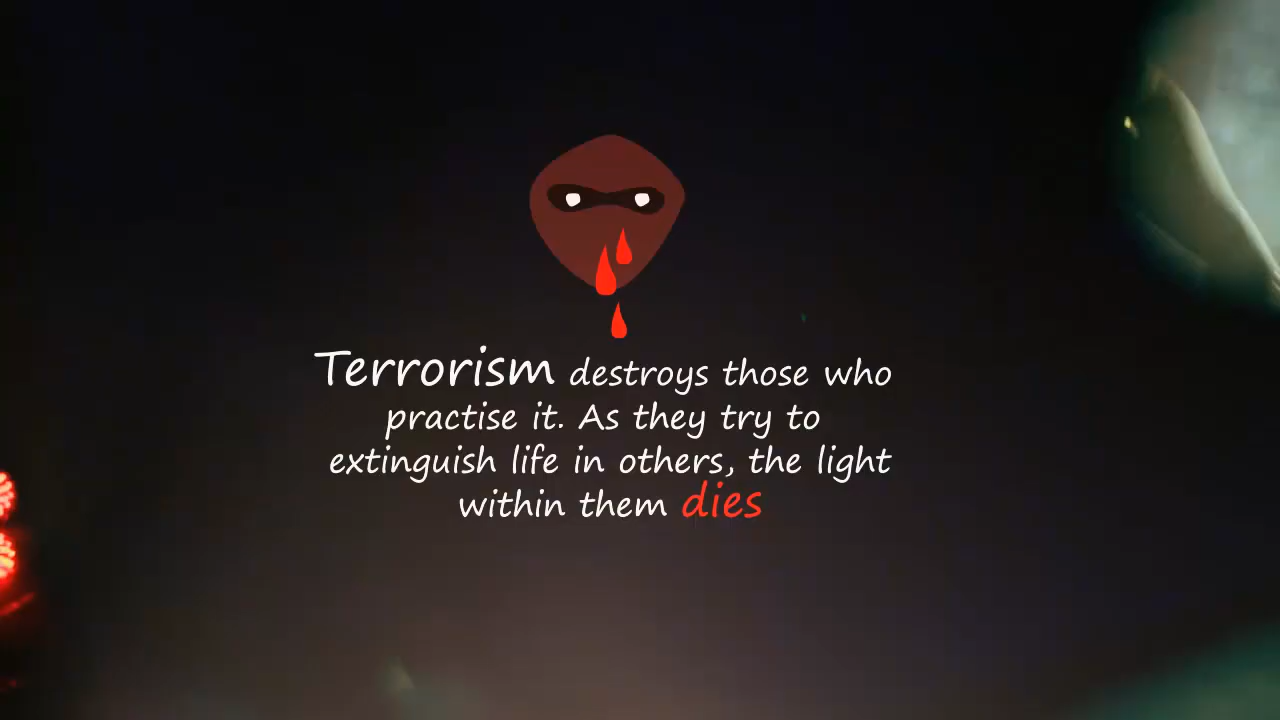 Terrorism destroys those who
practise it. As they try to
extinguish life in others, the light
within them dies